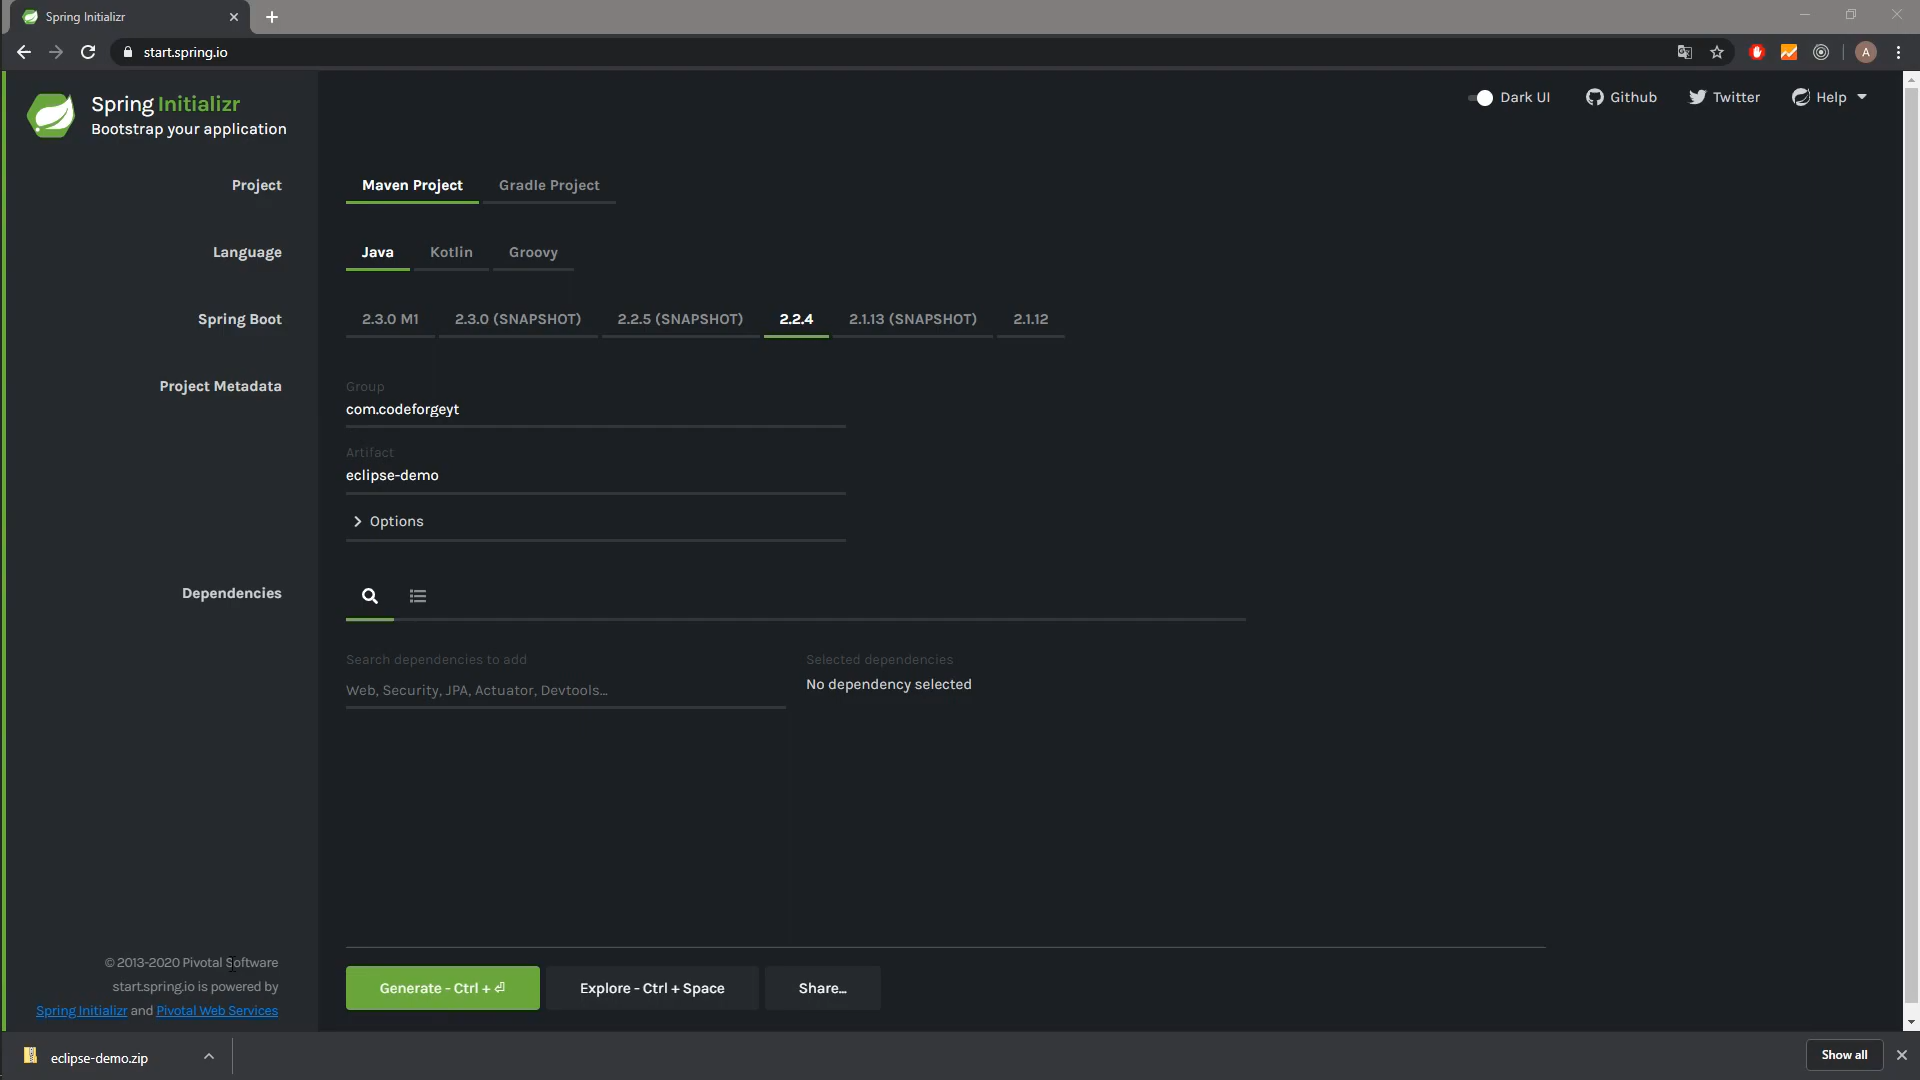 Spring Initializr
start.spring.io
A
Spring Initializr
Bootstrap your application
Dark UI
Github
Twitter
Help
Project
Maven Project
Gradle Project
Language
Java
Kotlin
Groovy
Spring Boot
2.3.0 M1
2.3.0 (SNAPSHOT)
2.2.5 (SNAPSHOT)
2.2.4
2.1.13 (SNAPSHOT)
2.1.12
Project Metadata
Group
com.codeforgeyt
Artifact
eclipse-demo
Options
Dependencies
Search dependencies to add
Web, Security, JPA, Actuator, Devtools...
Selected dependencies
No dependency selected
© 2013-2020 Pivotal Software
start.spring.io is powered by
Spring Initializr and Pivotal Web Services
Generate - Ctrl + ⏎
Explore - Ctrl + Space
Share...
eclipse-demo.zip
Show all